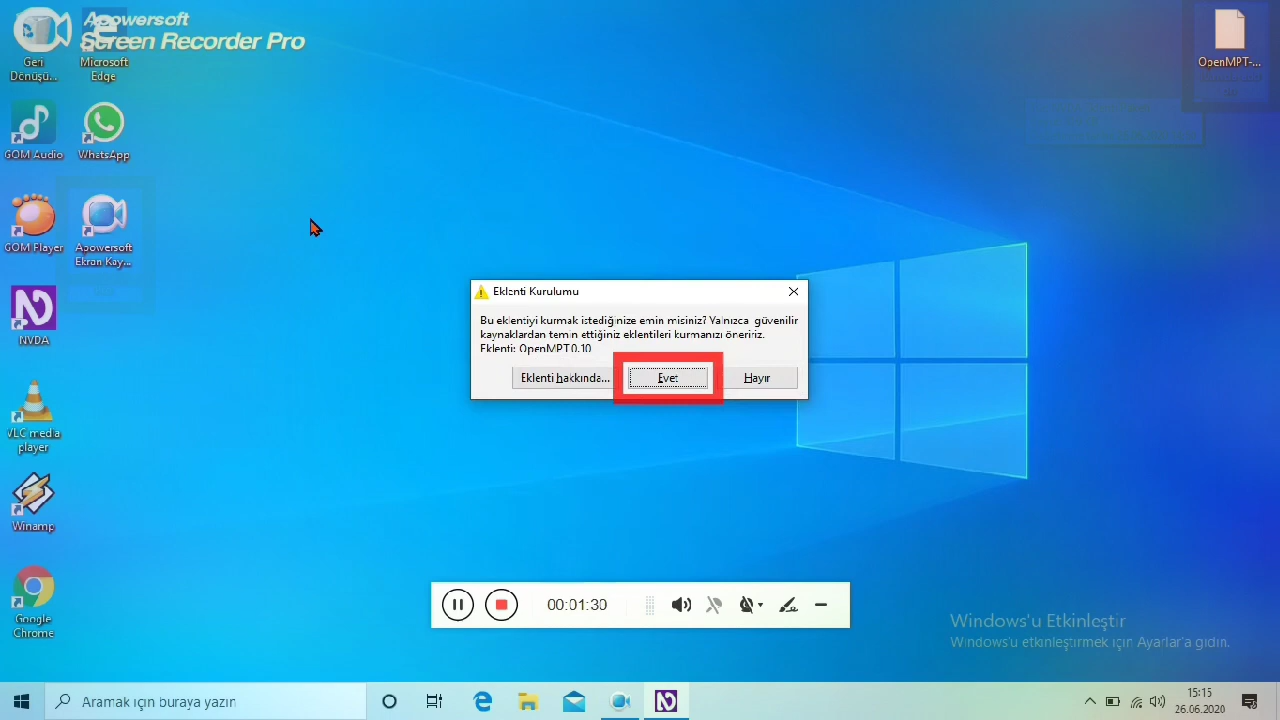 Apowersoft
Screen Recorder Pro
Geri
Dönüşü...
Microsoft
Edge
OpenMPT-...
GOM Audio
WhatsApp
GOM Player
Apowersoft
Ekran Kay...
NVDA
VLC media
player
Winamp
Google
Chrome
Eklenti Kurulumu
Bu eklentiyi kurmak istediğinize emin misiniz? Yalnızca güvenilir
kaynaklardan temin ettiğiniz eklentileri kurmanızı öneririz.
Eklenti: OpenMPT 0.10
Eklenti hakkında...
Evet
Hayır
00:01:30
Windows'u Etkinleştir
Windows'u etkinleştirmek için Ayarlar'a gidin.
Aramak için buraya yazın
15:15
26.06.2020